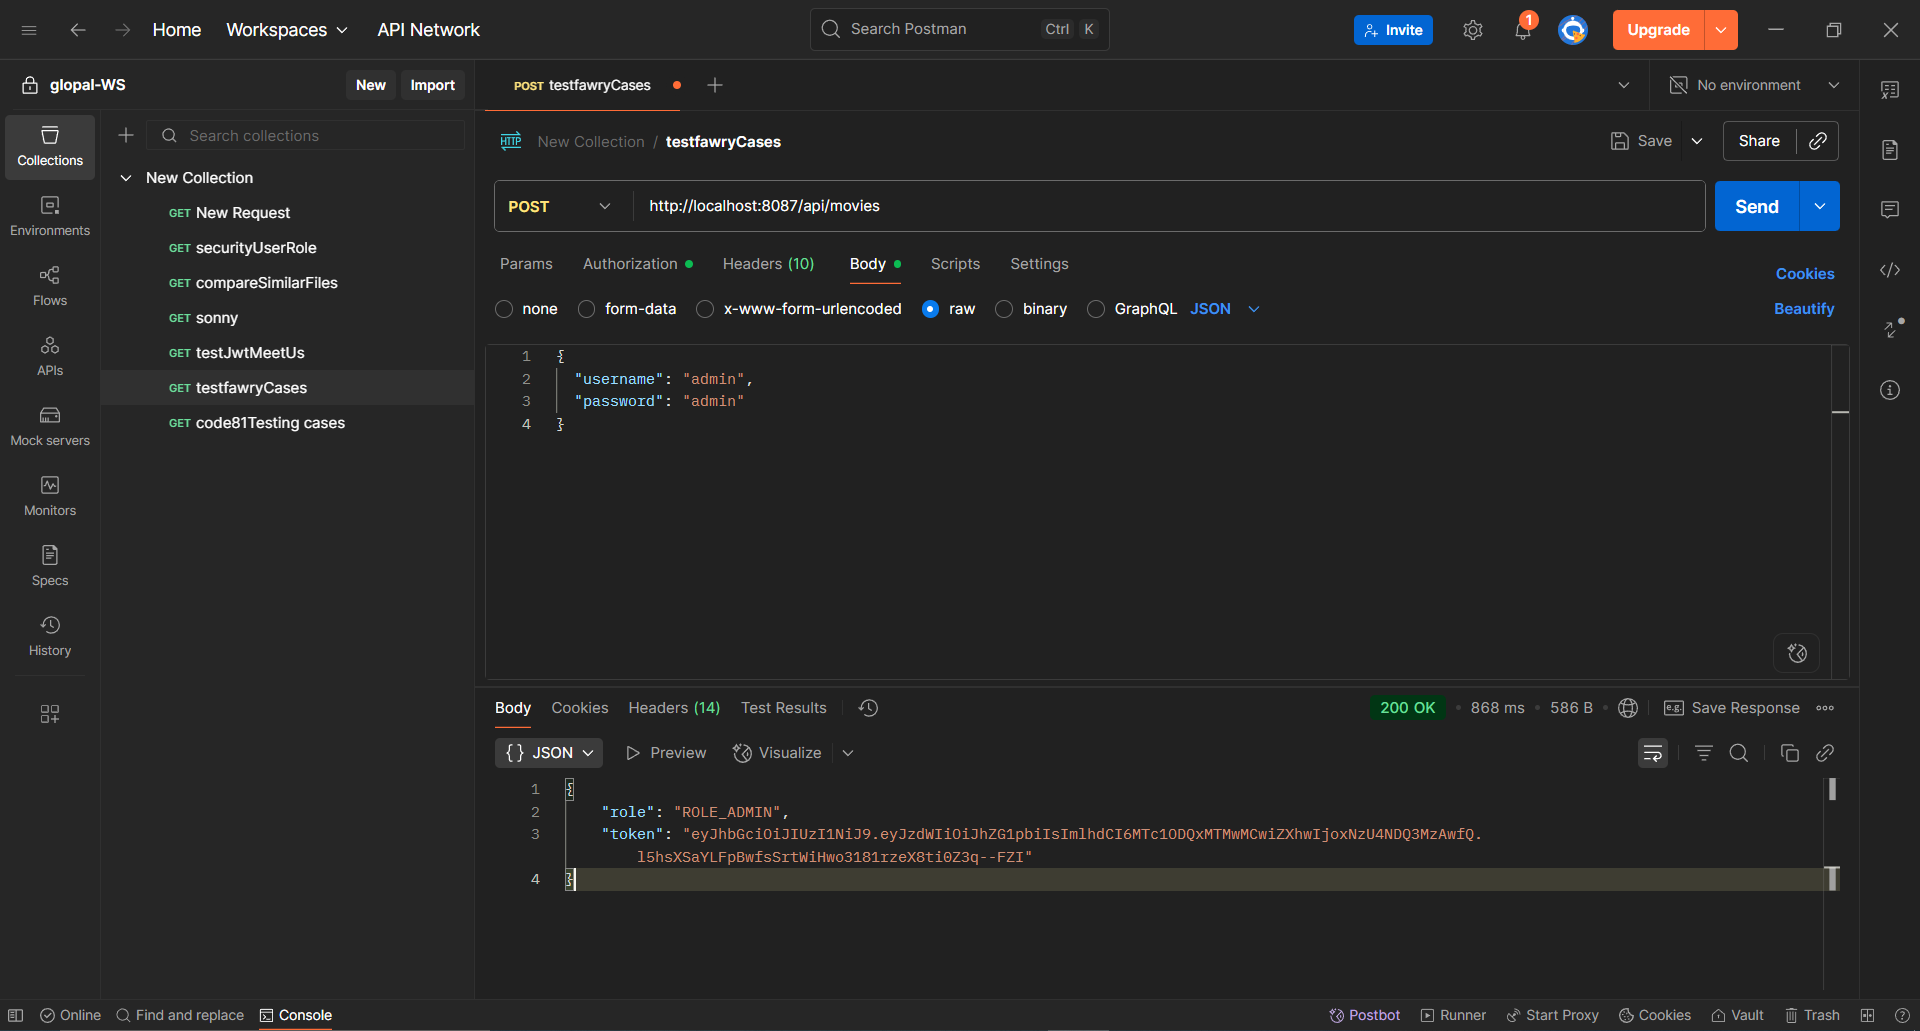 Home
Workspaces
API Network
Search Postman
Ctrl K
Invite
1
Upgrade
glopal-WS
New
Import
POST testfawryCases
No environment
Collections
Environments
Flows
APIs
Mock servers
Monitors
Specs
History
Search collections
New Collection
GET New Request
GET securityUserRole
GET compareSimilarFiles
GET sonny
GET testJwtMeetUs
GET testfawryCases
GET code81Testing cases
HTTP
New Collection / testfawryCases
Save
Share
POST
http://localhost:8087/api/movies
Send
Params
Authorization
Headers (10)
Body
Scripts
Settings
Cookies
none
form-data
x-www-form-urlencoded
raw
binary
GraphQL
JSON
Beautify
1 {
2 "username": "admin",
3 "password": "admin"
4 }
Body
Cookies
Headers (14)
Test Results
200 OK
868 ms
586 B
e.g.
Save Response
{} JSON
Preview
Visualize
1 {
2 "role": "ROLE_ADMIN",
3 "token": "eyJhbGciOiJIUzI1NiJ9.eyJzdWIiOiJhZG1pbiIsImlhdCI6MTc1ODQxMTMwMCwiZXhwIjoxNzU4NDQ3MzAwfQ.
l5hsXSaYLFpBwfsSrtWiHwo3181rzeX8ti0Z3q--FZI"
4 }
Online
Find and replace
Console
Postbot
Runner
Start Proxy
Cookies
Vault
Trash